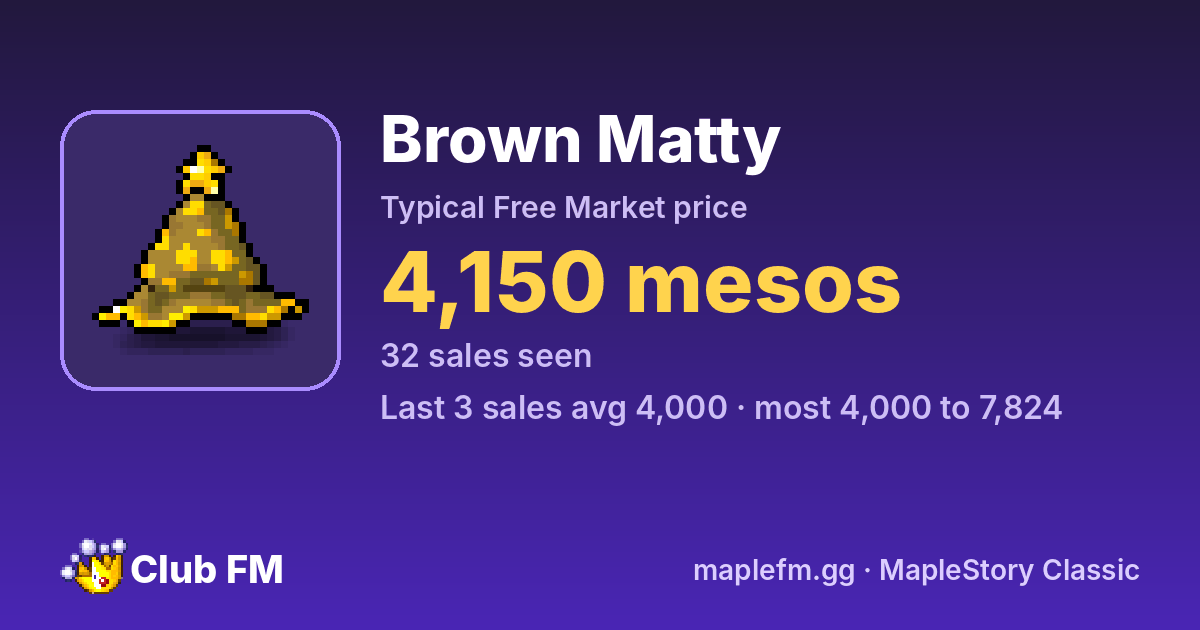 Brown Matty
Typical Free Market price
4,150 mesos
32 sales seen
Last 3 sales avg 4,000 · most 4,000 to 7,824
Club FM
maplefm.gg · MapleStory Classic